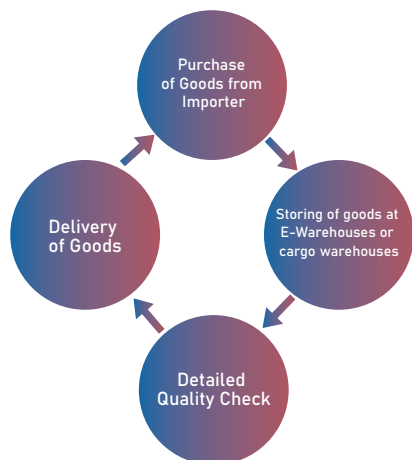 Purchase
of Goods from
Importer
Storing of goods at
E-Warehouses or
cargo warehouses
Detailed
Quality Check
Delivery
of Goods